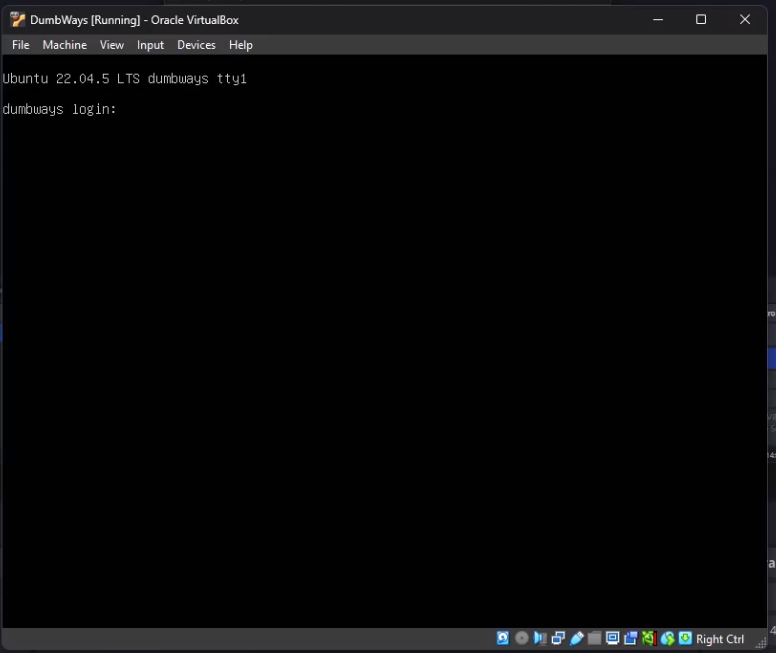 DumbWays [Running] - Oracle VirtualBox
File Machine View Input Devices Help
Ubuntu 22.04.5 LTS dumbways tty1
dumbways login:
Right Ctrl